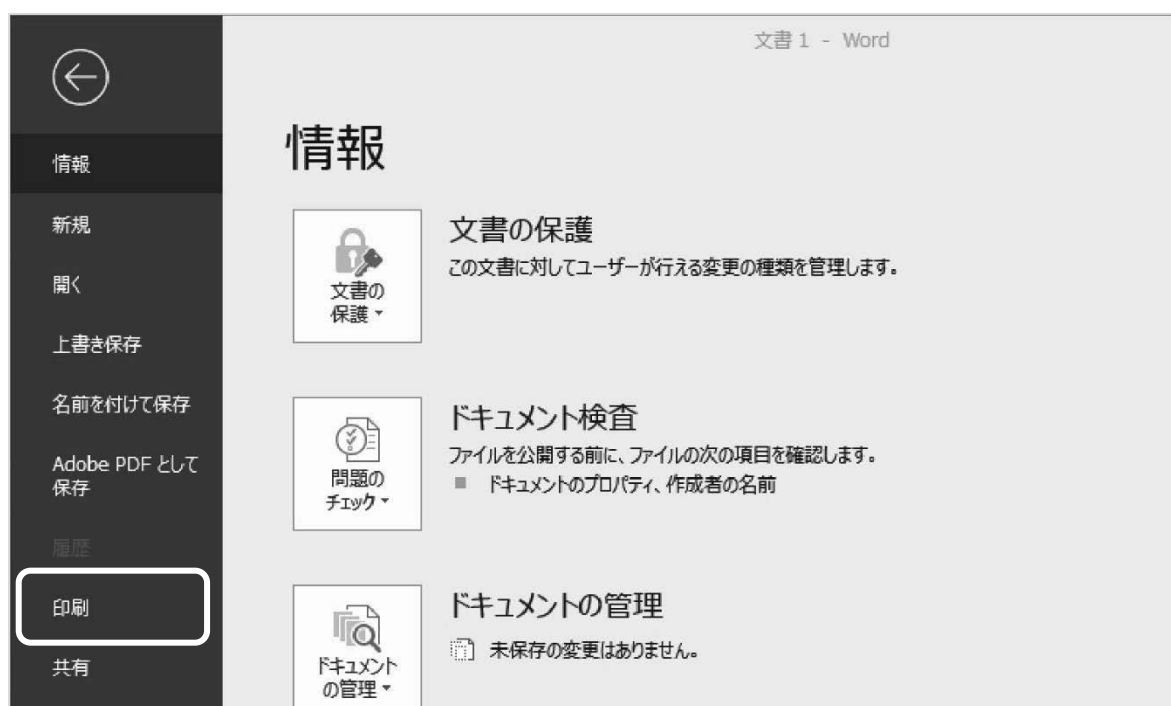 文書 1 - Word
情報
新規
開く
上書き保存
名前を付けて保存
Adobe PDF として
保存
履歴
印刷
共有
情報
文書の
保護
文書の保護
この文書に対してユーザーが行える変更の種類を管理します。
問題の
チェック
ドキュメント検査
ファイルを公開する前に、ファイルの次の項目を確認します。
ドキュメントのプロパティ、作成者の名前
ドキュメント
の管理
ドキュメントの管理
未保存の変更はありません。